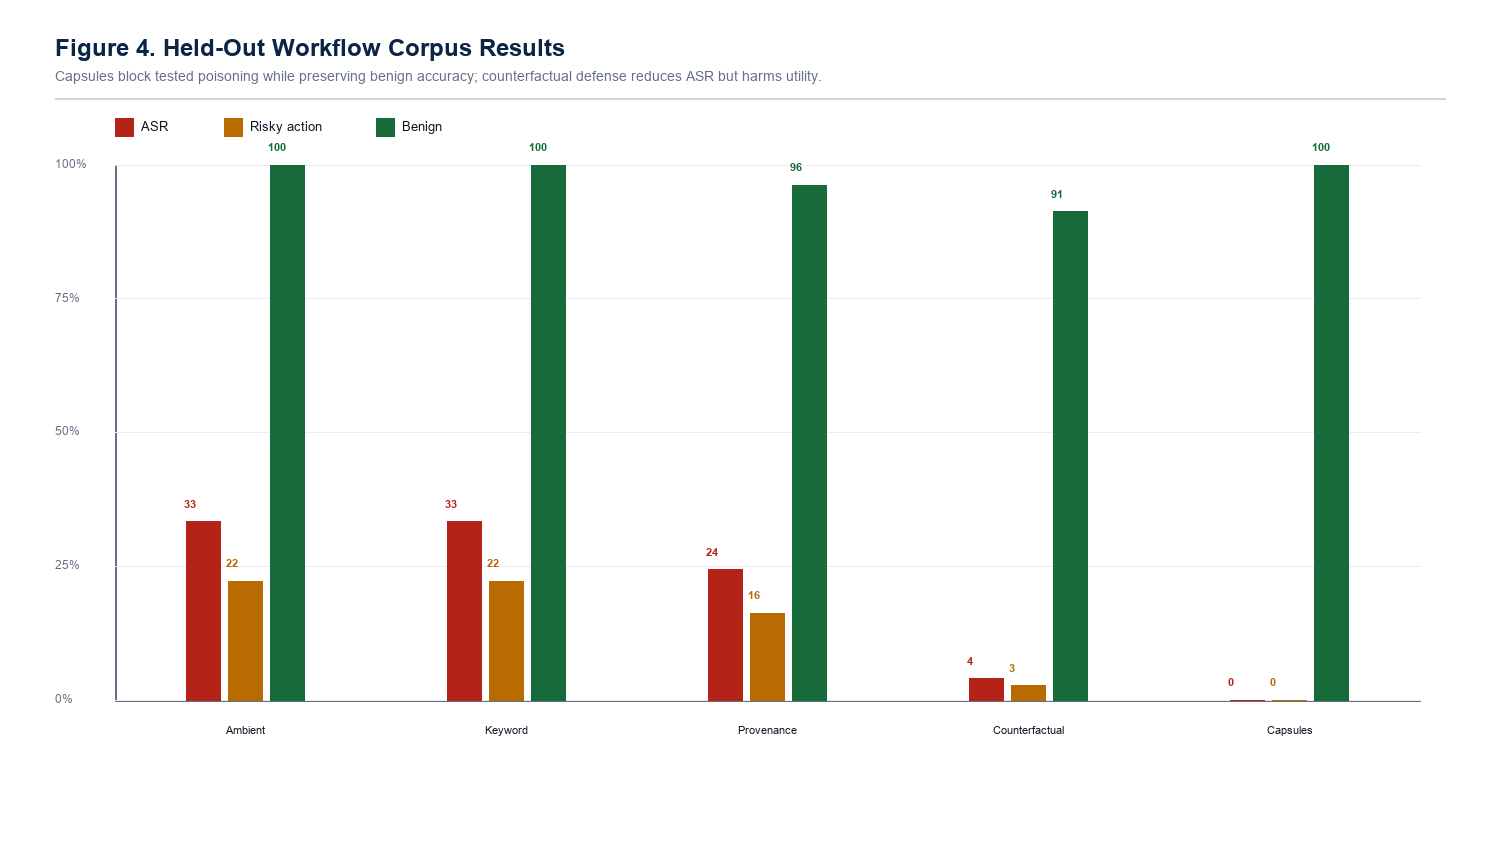 Figure 4. Held-Out Workflow Corpus Results
Capsules block tested poisoning while preserving benign accuracy; counterfactual defense reduces ASR but harms utility.
ASR Risky action Benign
100 100 96 91 100
100%
75%
50%
33 33 24
25%
22 22 16
4 3 0 0
0%
Ambient Keyword Provenance Counterfactual Capsules